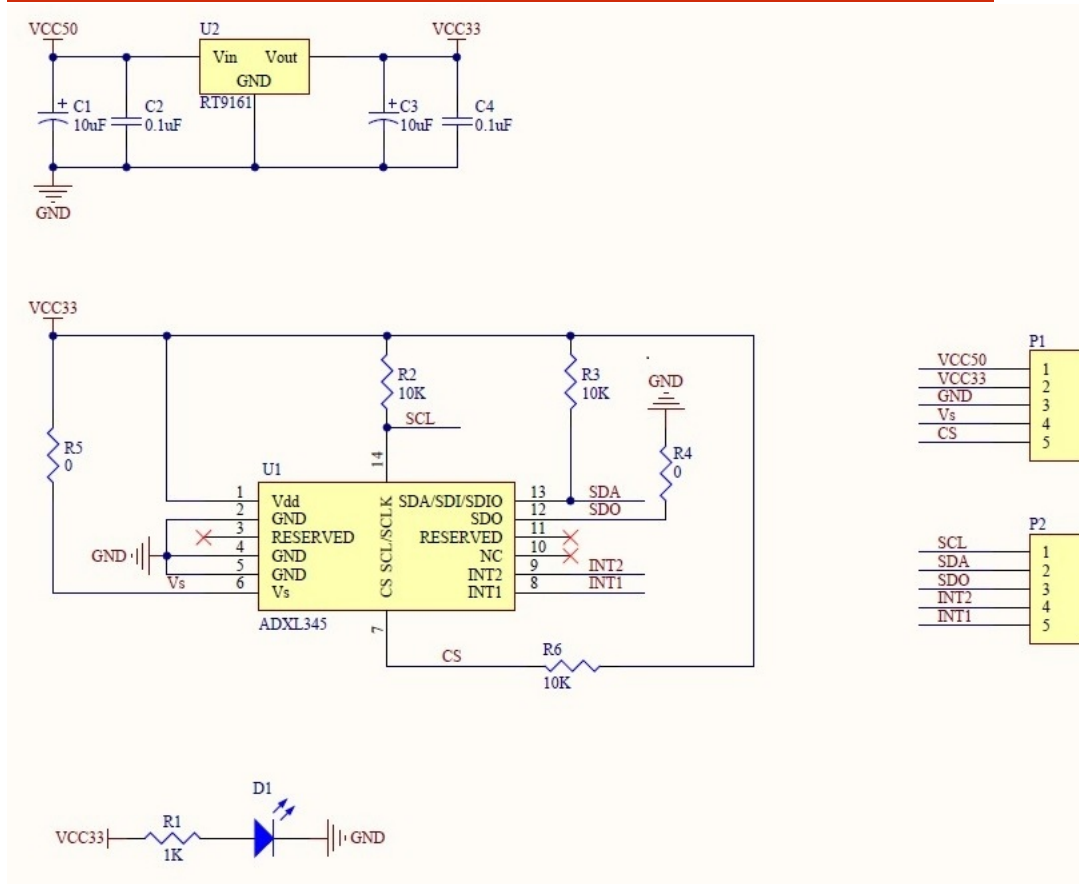 VCC50
U2
VCC33
Vin Vout
GND
RT9161
+ C1
10uF
C2
0.1uF
+ C3
10uF
C4
0.1uF
GND
VCC33
R2
10K
R3
10K
SCL
GND
R4
0
R5
0
U1
14
1 Vdd
2 GND
3 RESERVED
4 GND
5 GND
6 Vs
GND
Vs
CS SCL/SCLK
SDA/SDI/SDIO 13 SDA
SDO 12 SDO
RESERVED 11
NC 10
INT2 9 INT2
INT1 8 INT1
ADXL345
7
CS
R6
10K
P1
VCC50 1
VCC33 2
GND 3
Vs 4
CS 5
P2
SCL 1
SDA 2
SDO 3
INT2 4
INT1 5
D1
VCC33
R1
1K
GND